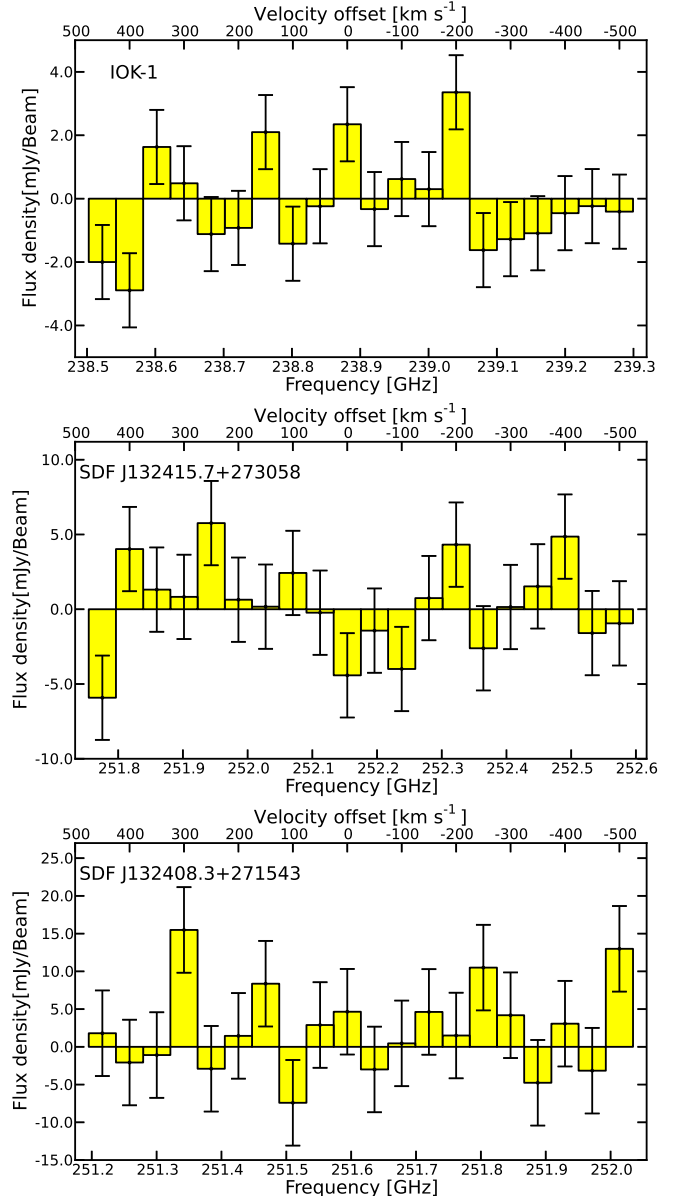 Velocity offset [km s-1 ]
500 400 300 200 100 0 -100 -200 -300 -400 -500
IOK-1
Flux density[mJy/Beam]
4.0
2.0
0.0
-2.0
-4.0
238.5 238.6 238.7 238.8 238.9 239.0 239.1 239.2 239.3
Frequency [GHz]
Velocity offset [km s-1 ]
500 400 300 200 100 0 -100 -200 -300 -400 -500
SDF J132415.7+273058
Flux density[mJy/Beam]
10.0
5.0
0.0
-5.0
-10.0
251.8 251.9 252.0 252.1 252.2 252.3 252.4 252.5 252.6
Frequency [GHz]
Velocity offset [km s-1 ]
500 400 300 200 100 0 -100 -200 -300 -400 -500
SDF J132408.3+271543
Flux density[mJy/Beam]
25.0
20.0
15.0
10.0
5.0
0.0
-5.0
-10.0
-15.0
251.2 251.3 251.4 251.5 251.6 251.7 251.8 251.9 252.0
Frequency [GHz]